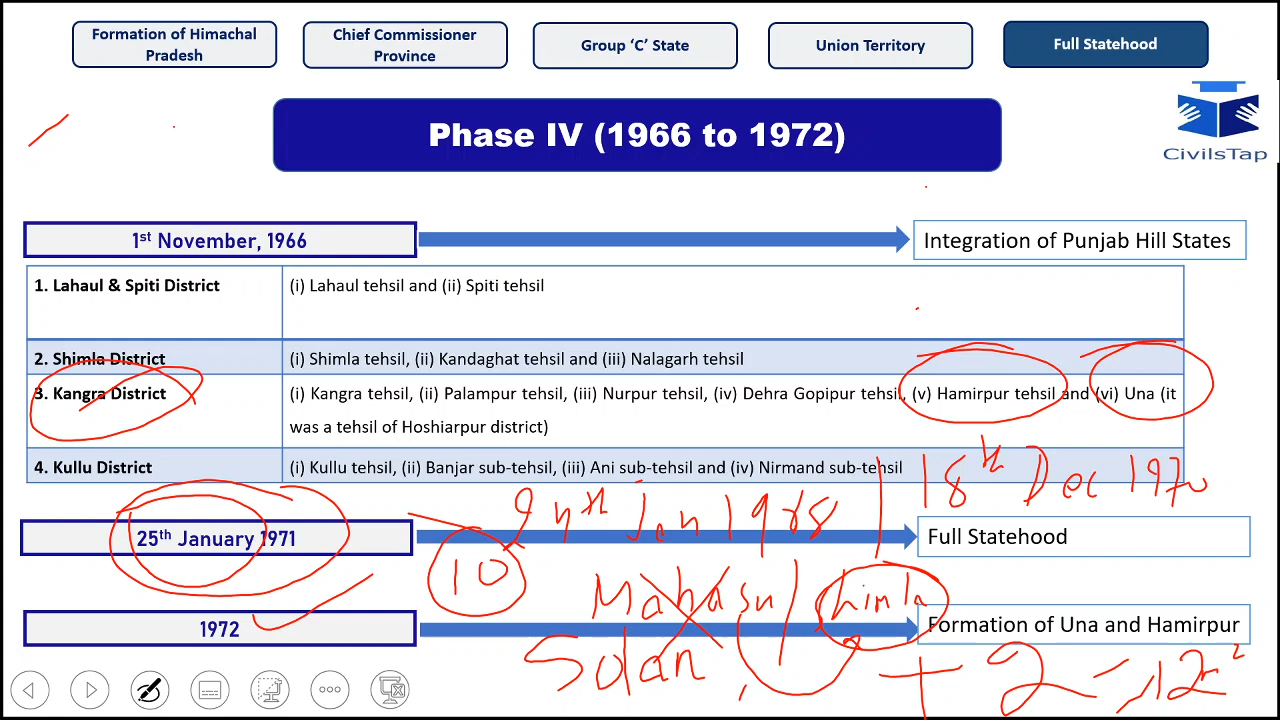 Formation of Himachal
Pradesh
Chief Commissioner
Province
Group ‘C’ State
Union Territory
Full Statehood
CivilsTap
Phase IV (1966 to 1972)
1st November, 1966
Integration of Punjab Hill States
1. Lahaul & Spiti District
(i) Lahaul tehsil and (ii) Spiti tehsil
2. Shimla District
(i) Shimla tehsil, (ii) Kandaghat tehsil and (iii) Nalagarh tehsil
3. Kangra District
(i) Kangra tehsil, (ii) Palampur tehsil, (iii) Nurpur tehsil, (iv) Dehra Gopipur tehsil, (v) Hamirpur tehsil and (vi) Una (it
was a tehsil of Hoshiarpur district)
4. Kullu District
(i) Kullu tehsil, (ii) Banjar sub-tehsil, (iii) Ani sub-tehsil and (iv) Nirmand sub-tehsil
18th Dec 1970
Jan 1968
25th January 1971
Full Statehood
10
Mahasu
1972
Formation of Una and Hamirpur
Solan
+ 2 = 12